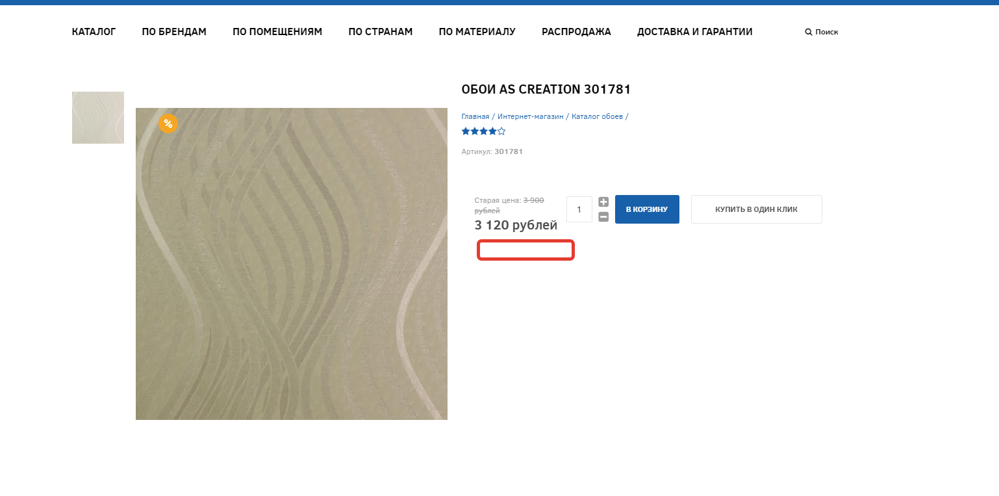 КАТАЛОГ ПО БРЕНДАМ ПО ПОМЕЩЕНИЯМ ПО СТРАНАМ ПО МАТЕРИАЛУ РАСПРОДАЖА ДОСТАВКА И ГАРАНТИИ Поиск
%
ОБОИ AS CREATION 301781
Главная / Интернет-магазин / Каталог обоев /
Артикул: 301781
Старая цена: 3 900
рублей
3 120 рублей
1
В КОРЗИНУ
КУПИТЬ В ОДИН КЛИК